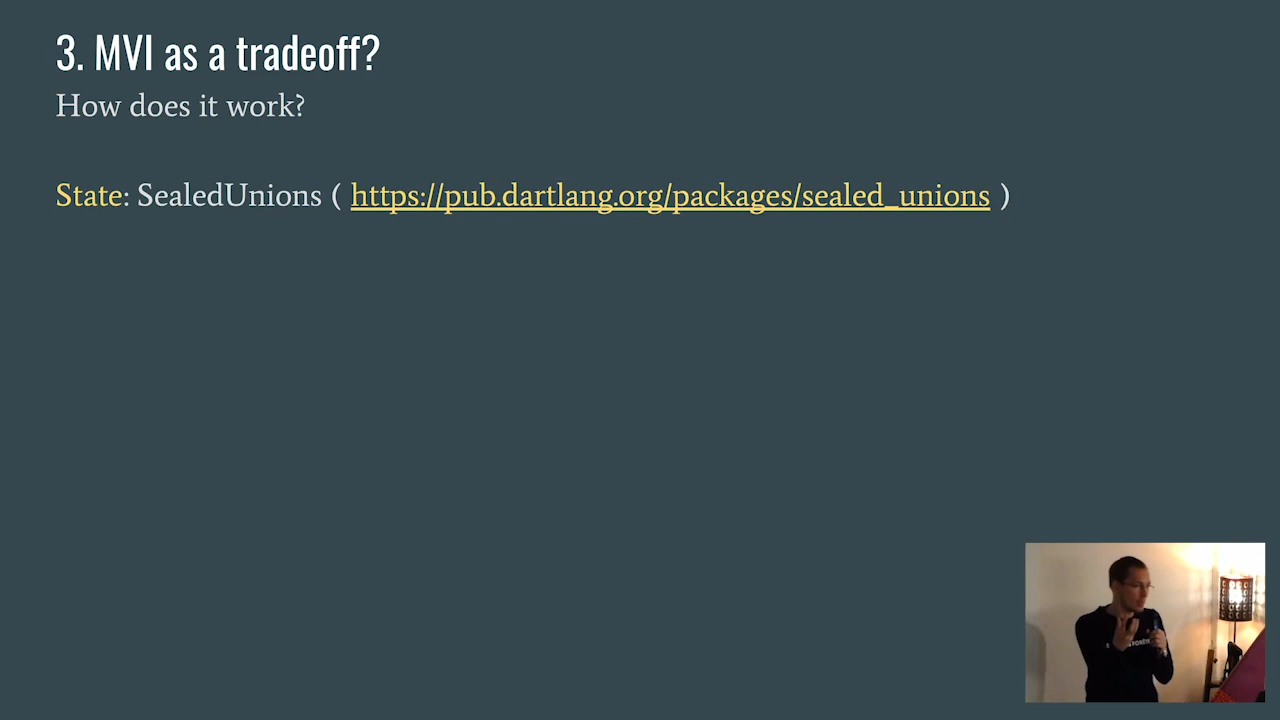 3. MVI as a tradeoff?
How does it work?
State: SealedUnions ( https://pub.dartlang.org/packages/sealed_unions )